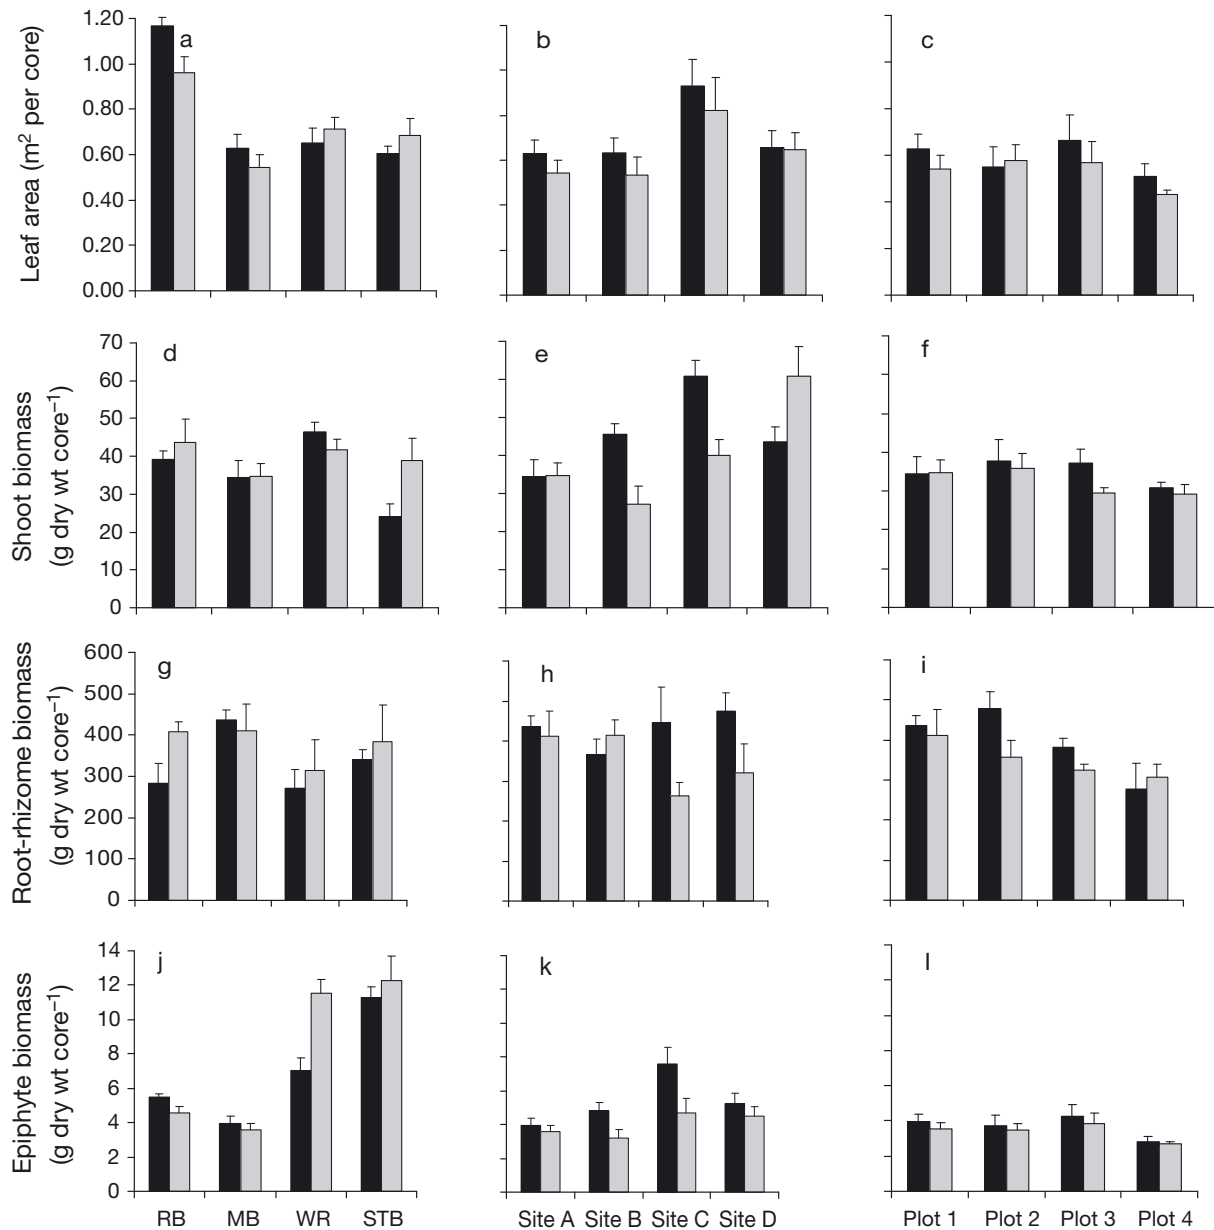 Leaf area (m² per core)
1.20
1.00
0.80
0.60
0.40
0.20
0.00
a
b
c
Shoot biomass
(g dry wt core⁻¹)
70
60
50
40
30
20
10
0
d
e
f
Root-rhizome biomass
(g dry wt core⁻¹)
600
500
400
300
200
100
0
g
h
i
Epiphyte biomass
(g dry wt core⁻¹)
14
12
10
8
6
4
2
0
j
k
l
RB MB WR STB
Site A Site B Site C Site D
Plot 1 Plot 2 Plot 3 Plot 4